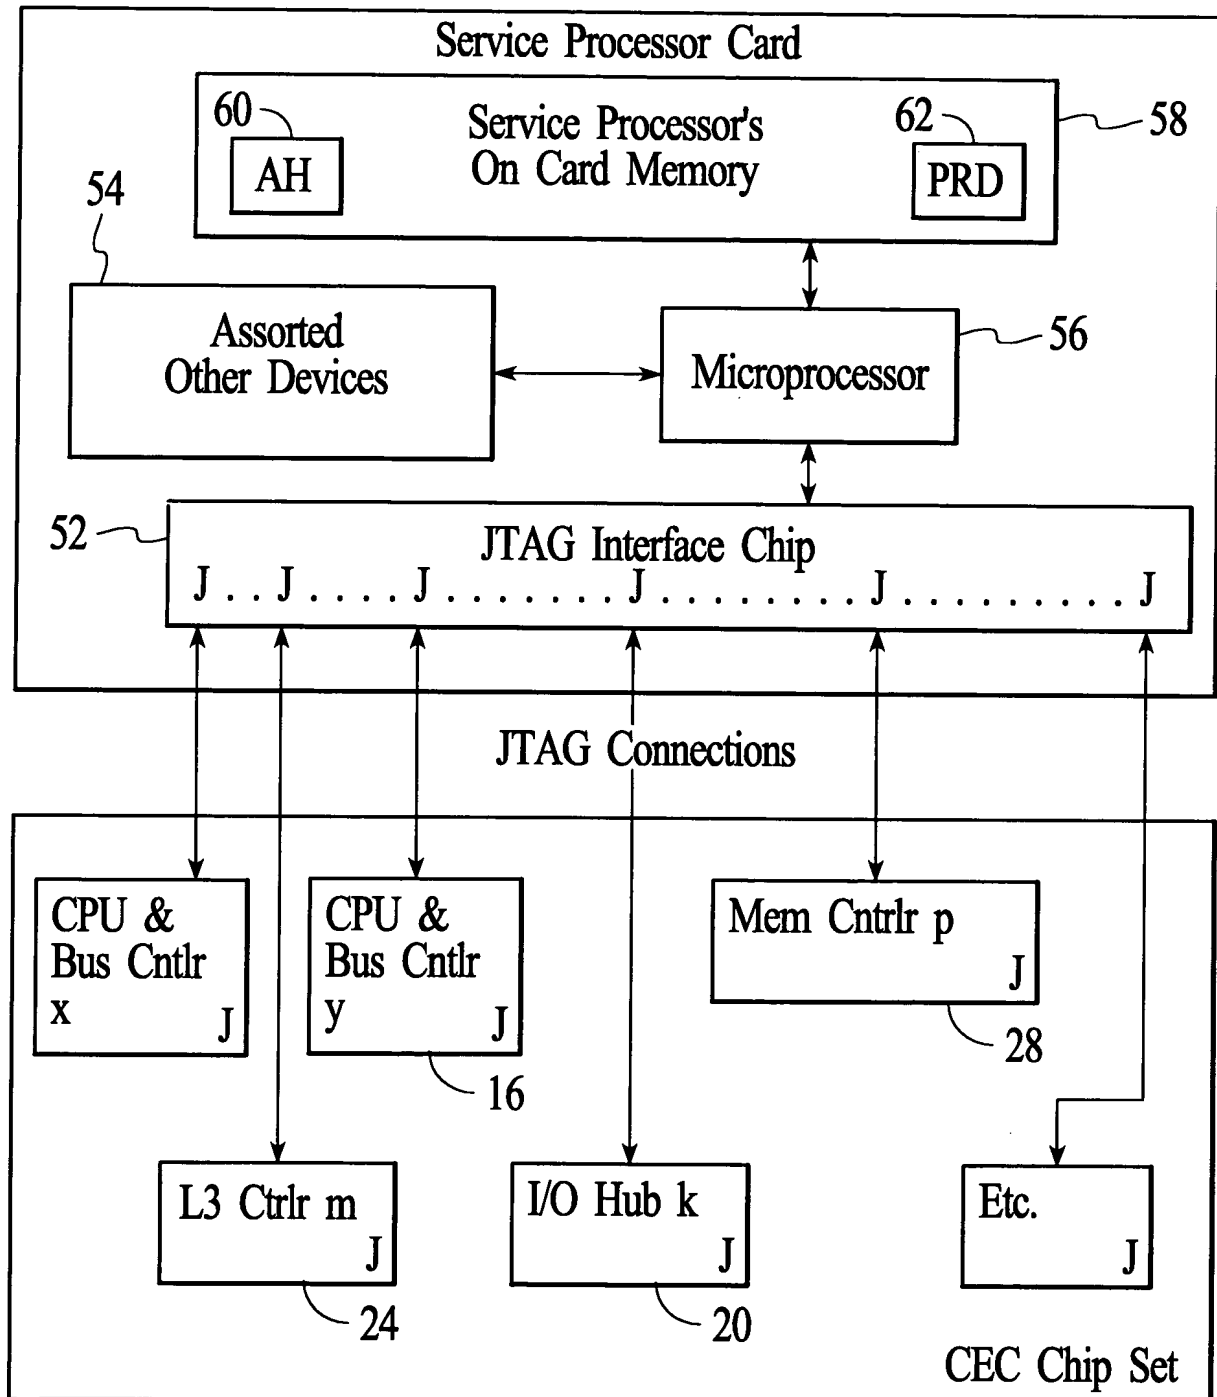 Service Processor Card
60
Service Processor's
On Card Memory
62
58
AH
PRD
54
Assorted
Other Devices
Microprocessor
56
52
JTAG Interface Chip
J . . J . . . . J . . . . . . . . J . . . . . . . . . J . . . . . . . . . . J
JTAG Connections
CPU &
Bus Cntlr
x
J
CPU &
Bus Cntlr
y
J
16
Mem Cntrlr p
J
28
L3 Ctrlr m
J
24
I/O Hub k
J
20
Etc.
J
CEC Chip Set